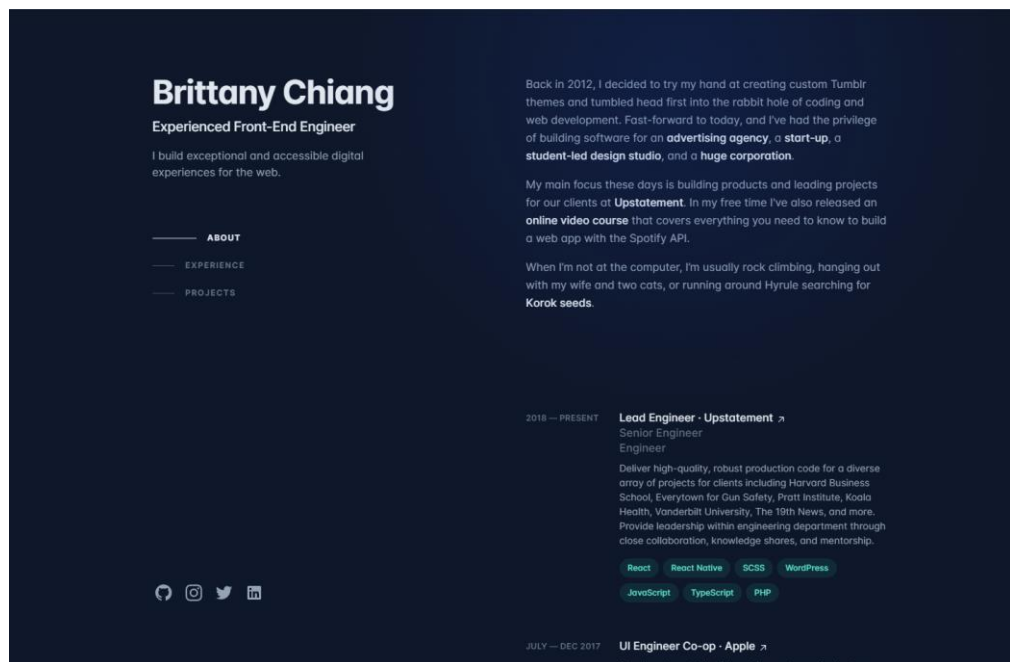 Brittany Chiang
Experienced Front-End Engineer
I build exceptional and accessible digital
experiences for the web.
ABOUT
EXPERIENCE
PROJECTS
Back in 2012, I decided to try my hand at creating custom Tumblr
themes and tumbled head first into the rabbit hole of coding and
web development. Fast-forward to today, and I've had the privilege
of building software for an advertising agency, a start-up, a
student-led design studio, and a huge corporation.
My main focus these days is building products and leading projects
for our clients at Upstatement. In my free time I've also released an
online video course that covers everything you need to know to build
a web app with the Spotify API.
When I'm not at the computer, I'm usually rock climbing, hanging out
with my wife and two cats, or running around Hyrule searching for
Korok seeds.
2018 — PRESENT
Lead Engineer · Upstatement ↗
Senior Engineer
Engineer
Deliver high-quality, robust production code for a diverse
array of projects for clients including Harvard Business
School, Everytown for Gun Safety, Pratt Institute, Koala
Health, Vanderbilt University, The 19th News, and more.
Provide leadership within engineering department through
close collaboration, knowledge shares, and mentorship.
React React Native SCSS WordPress
JavaScript TypeScript PHP
JULY — DEC 2017
UI Engineer Co-op · Apple ↗